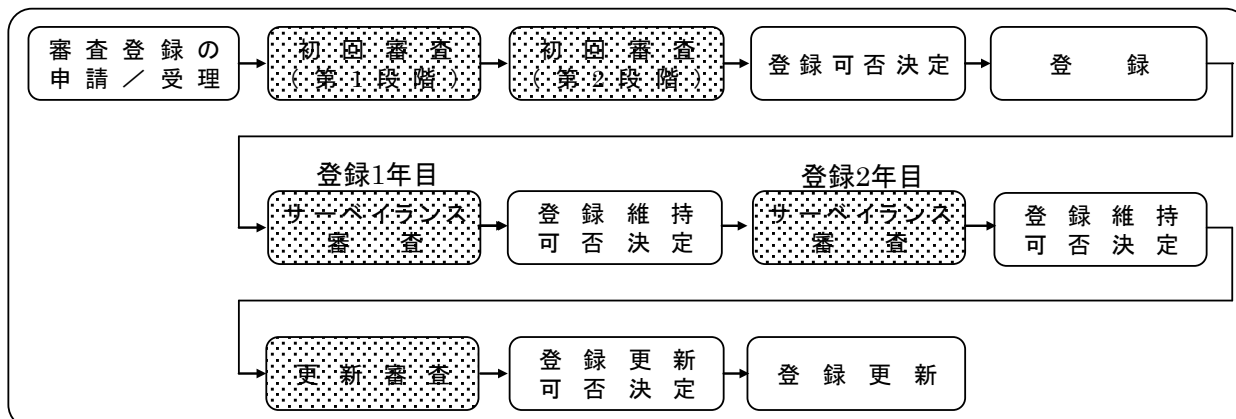 審査登録の
申請／受理
初回審査
(第1段階)
初回審査
(第2段階)
登録可否決定
登録
登録1年目
サーベイランス
審査
登録維持
可否決定
登録2年目
サーベイランス
審査
登録維持
可否決定
更新審査
登録更新
可否決定
登録更新